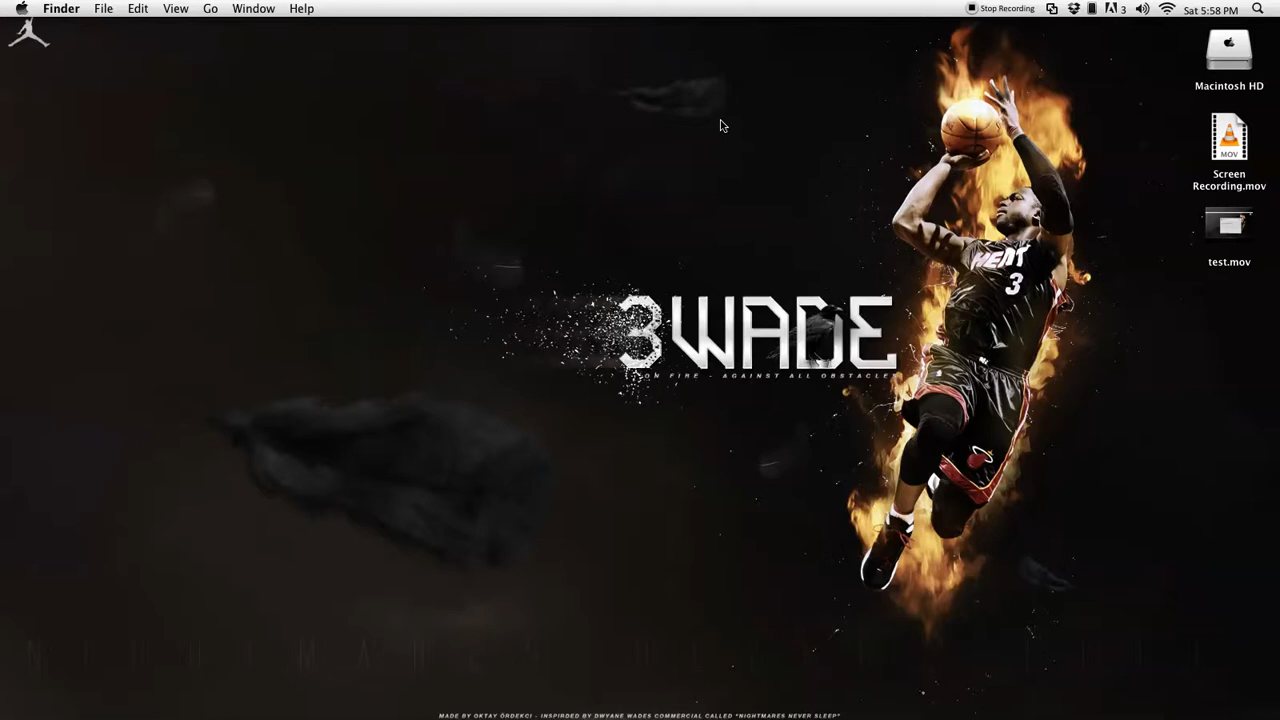 Finder File Edit View Go Window Help
Stop Recording 3 Sat 5:58 PM
Macintosh HD
MOV
Screen
Recording.mov
test.mov
HEAT
3
3WADE
ON FIRE - AGAINST ALL OBSTACLES
MADE BY OKTAY ÖRDEKCI - INSPIRDED BY DWYANE WADES COMMERCIAL CALLED "NIGHTMARES NEVER SLEEP"